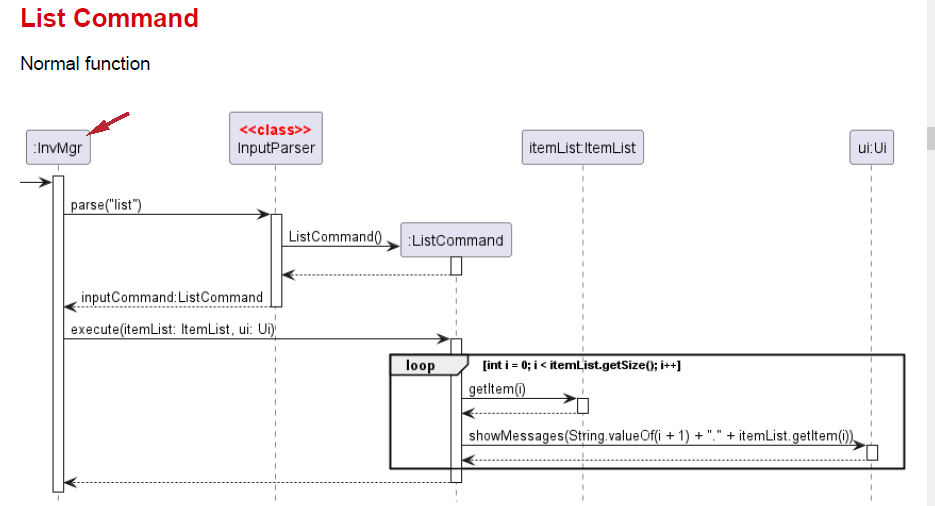 List Command
Normal function
:InvMgr
<<class>>
InputParser
itemList:ItemList
ui:Ui
parse("list")
ListCommand()
:ListCommand
inputCommand:ListCommand
execute(itemList: ItemList, ui: Ui)
loop [int i = 0; i < itemList.getSize(); i++]
getItem(i)
showMessages(String.valueOf(i + 1) + "." + itemList.getItem(i))